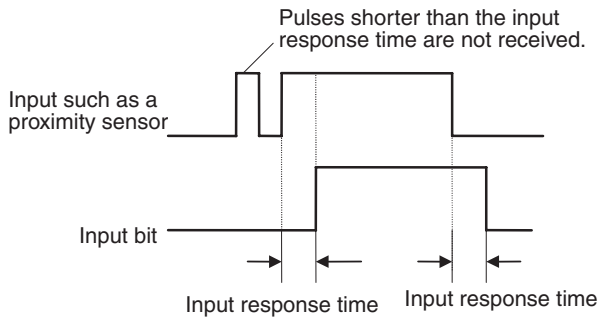 Pulses shorter than the input
response time are not received.
Input such as a
proximity sensor
Input bit
Input response time
Input response time